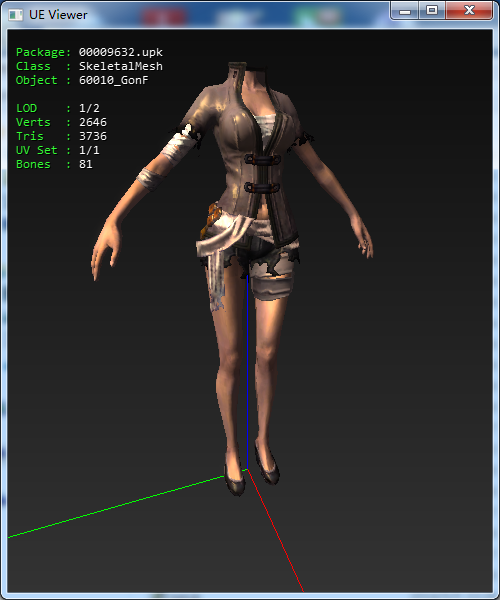 UE Viewer
Package: 00009632.upk
Class : SkeletalMesh
Object : 60010_GonF
LOD : 1/2
Verts : 2646
Tris : 3736
UV Set : 1/1
Bones : 81